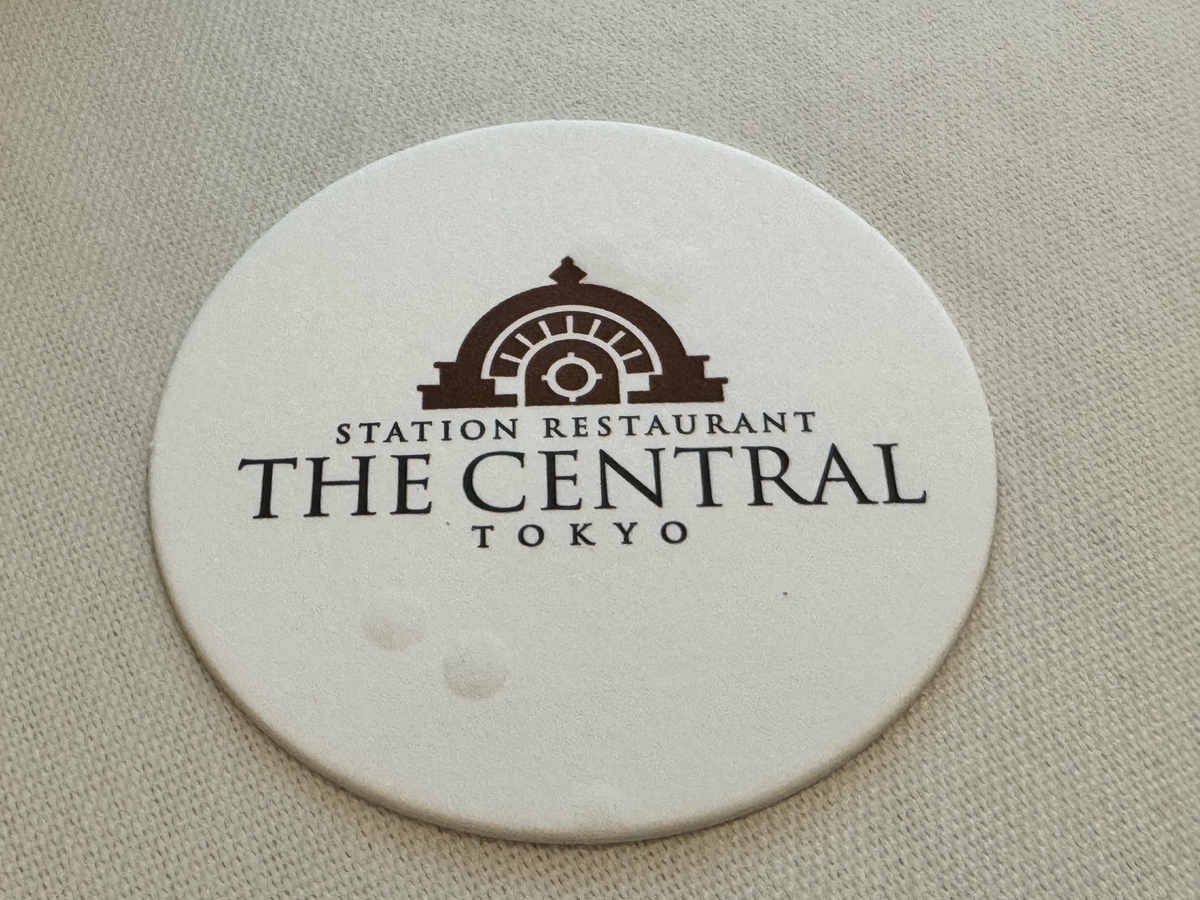 STATION RESTAURANT
THE CENTRAL
TOKYO